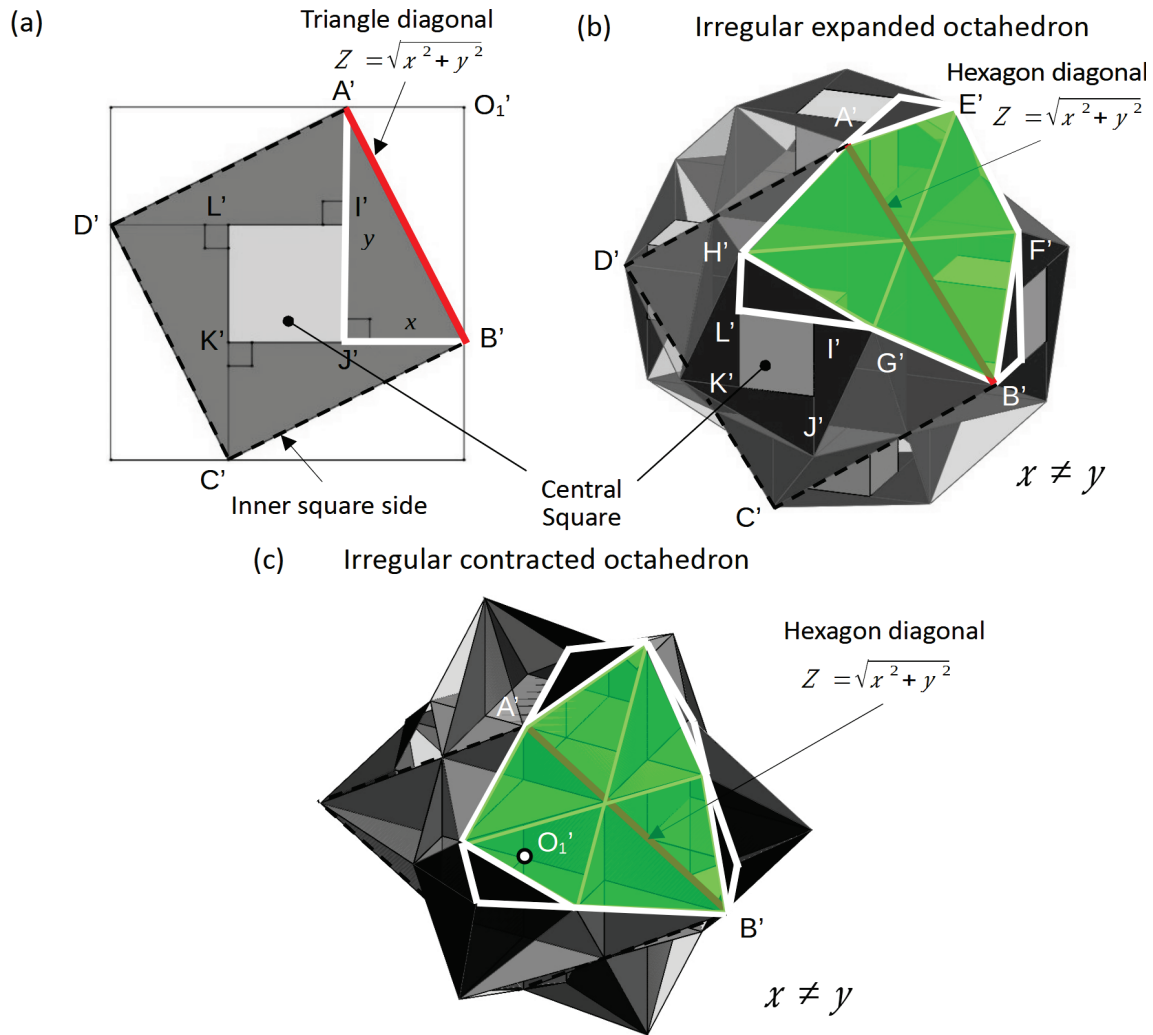 (a)
Triangle diagonal
Z = √x² + y²
A’
O₁’
D’
L’
I’
y
x
K’
J’
B’
C’
Inner square side
Central
Square
(b) Irregular expanded octahedron
Hexagon diagonal
Z = √x² + y²
E’
A’
H’
F’
D’
L’
I’
G’
K’
B’
J’
C’
x ≠ y
(c) Irregular contracted octahedron
Hexagon diagonal
Z = √x² + y²
A’
O₁’
B’
x ≠ y